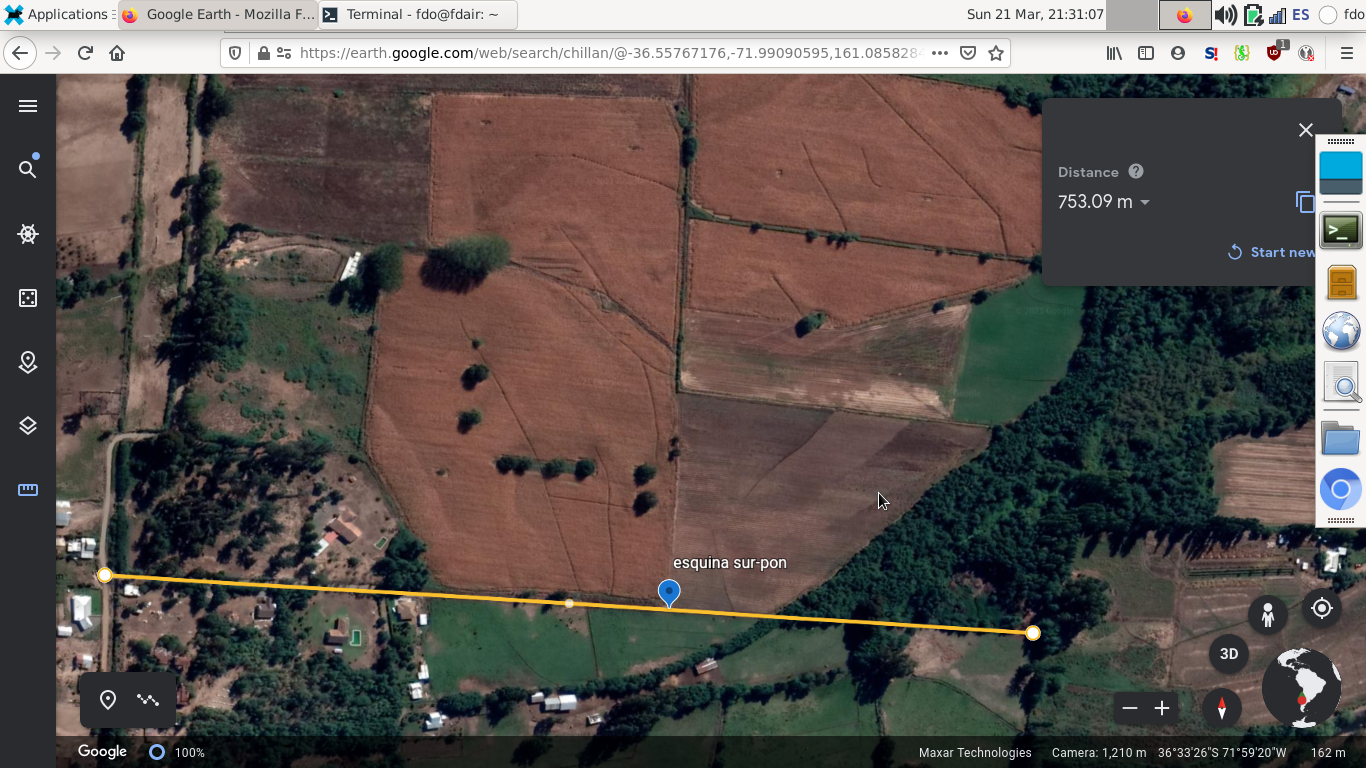 Applications
Google Earth - Mozilla F...
Terminal - fdo@fdair: ~
Sun 21 Mar, 21:31:07
ES
fdo
https://earth.google.com/web/search/chillan/@-36.55767176,-71.99090595,161.0858284
1
Distance
753.09 m
Start new
esquina sur-pon
3D
Google
100%
Maxar Technologies
Camera: 1,210 m
36°33'26"S 71°59'20"W
162 m